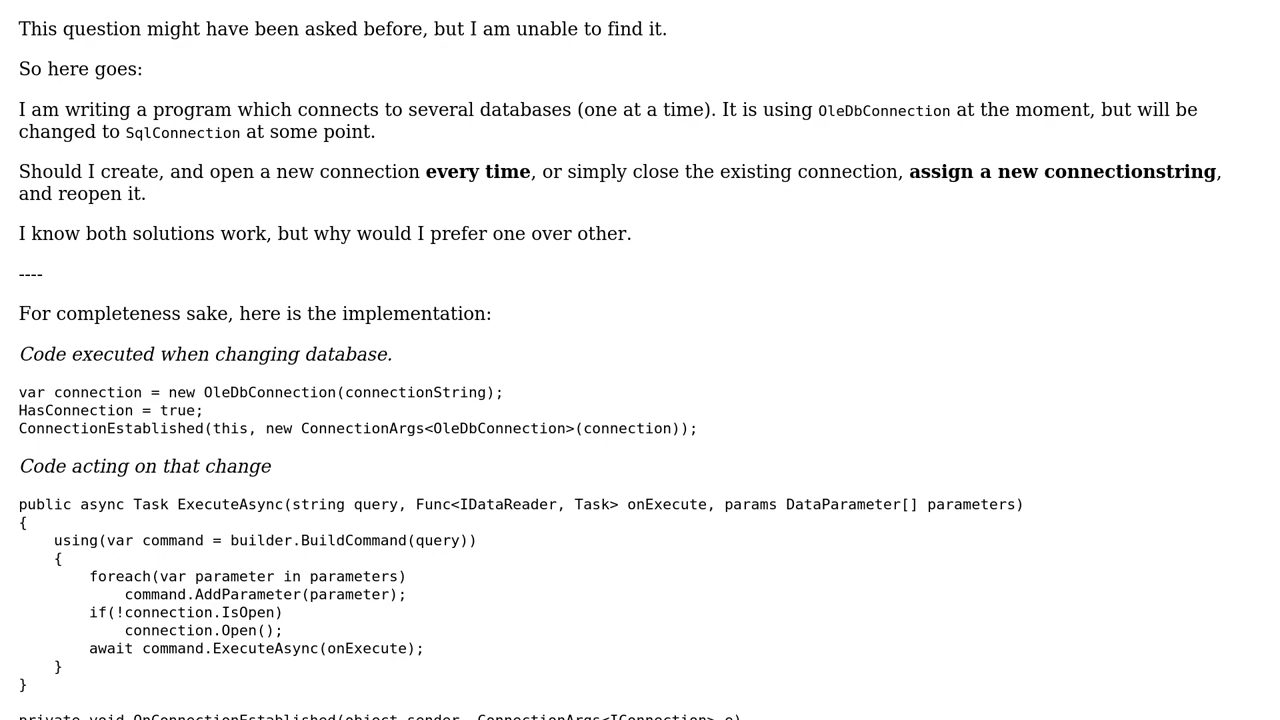 This question might have been asked before, but I am unable to find it.
So here goes:
I am writing a program which connects to several databases (one at a time). It is using OleDbConnection at the moment, but will be
changed to SqlConnection at some point.
Should I create, and open a new connection every time, or simply close the existing connection, assign a new connectionstring,
and reopen it.
I know both solutions work, but why would I prefer one over other.
----
For completeness sake, here is the implementation:
Code executed when changing database.
var connection = new OleDbConnection(connectionString);
HasConnection = true;
ConnectionEstablished(this, new ConnectionArgs<OleDbConnection>(connection));
Code acting on that change
public async Task ExecuteAsync(string query, Func<IDataReader, Task> onExecute, params DataParameter[] parameters)
{
    using(var command = builder.BuildCommand(query))
    {
        foreach(var parameter in parameters)
            command.AddParameter(parameter);
        if(!connection.IsOpen)
            connection.Open();
        await command.ExecuteAsync(onExecute);
    }
}
private void OnConnectionEstablished(object sender, ConnectionArgs<IConnection> e)